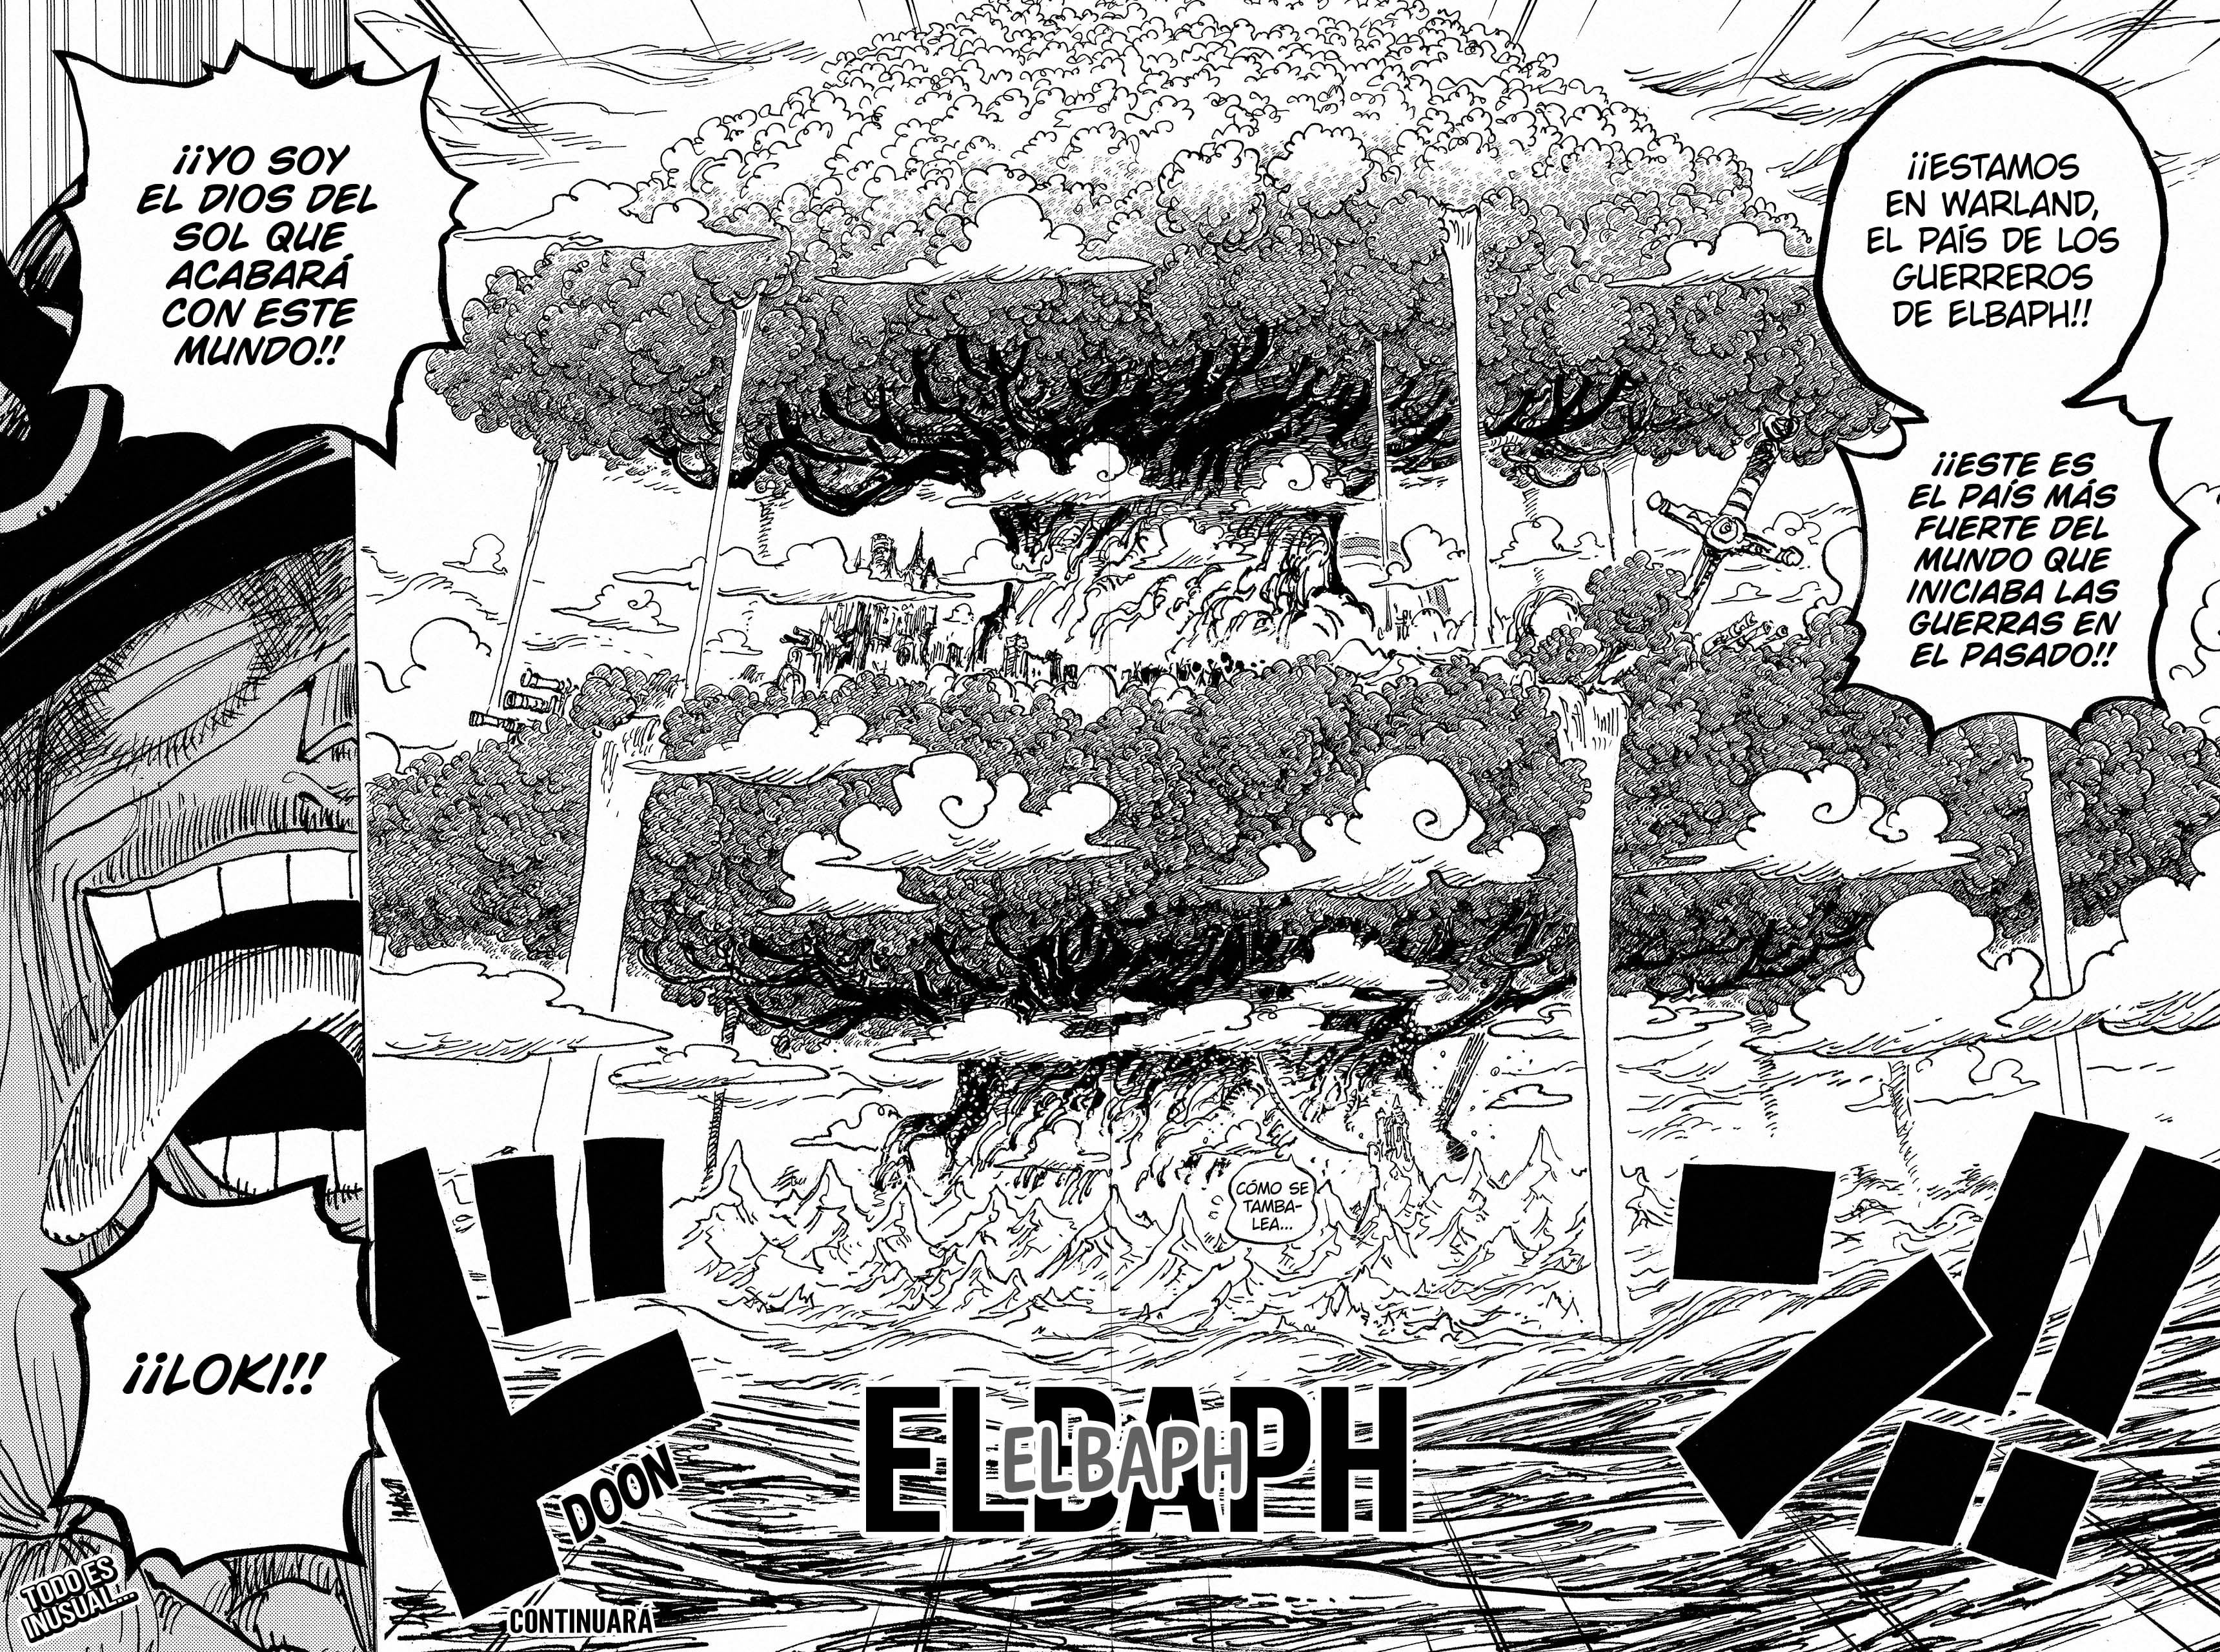 ¡¡ESTAMOS
EN WARLAND,
EL PAÍS DE LOS
GUERREROS
DE ELBAPH!!
¡¡ESTE ES
EL PAÍS MÁS
FUERTE DEL
MUNDO QUE
INICIABA LAS
GUERRAS EN
EL PASADO!!
CÓMO SE
TAMBA-
LEA...
ドン!!
DOON
ELBAPH
ELBAPH
¡¡YO SOY
EL DIOS DEL
SOL QUE
ACABARÁ
CON ESTE
MUNDO!!
¡¡LOKI!!
TODO ES
INUSUAL...
CONTINUARÁ